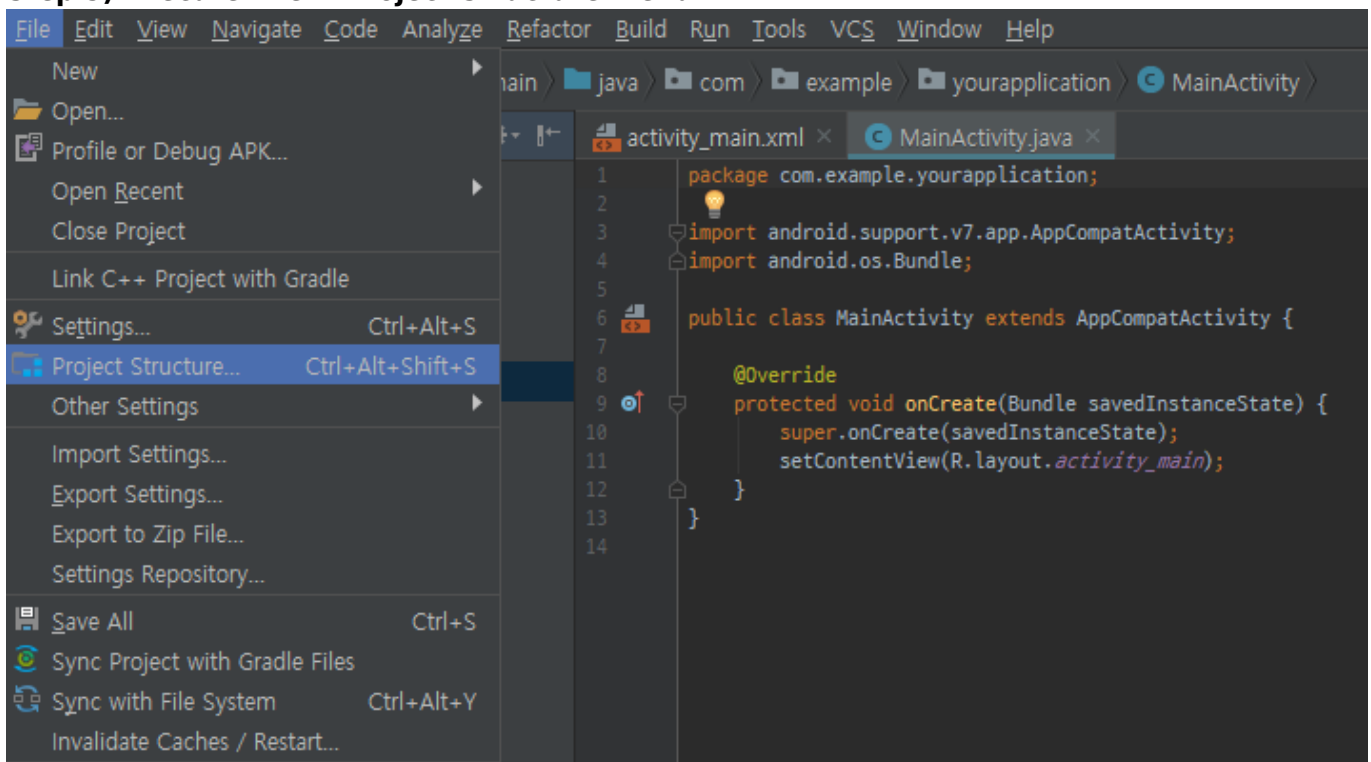 File Edit View Navigate Code Analyze Refactor Build Run Tools VCS Window Help
New
Open...
Profile or Debug APK...
Open Recent
Close Project
Link C++ Project with Gradle
Settings... Ctrl+Alt+S
Project Structure... Ctrl+Alt+Shift+S
Other Settings
Import Settings...
Export Settings...
Export to Zip File...
Settings Repository...
Save All Ctrl+S
Sync Project with Gradle Files
Sync with File System Ctrl+Alt+Y
Invalidate Caches / Restart...
java com example yourapplication MainActivity
activity_main.xml MainActivity.java
1 package com.example.yourapplication;
2
3 import android.support.v7.app.AppCompatActivity;
4 import android.os.Bundle;
5
6 public class MainActivity extends AppCompatActivity {
7
8 @Override
9 protected void onCreate(Bundle savedInstanceState) {
10 super.onCreate(savedInstanceState);
11 setContentView(R.layout.activity_main);
12 }
13 }
14